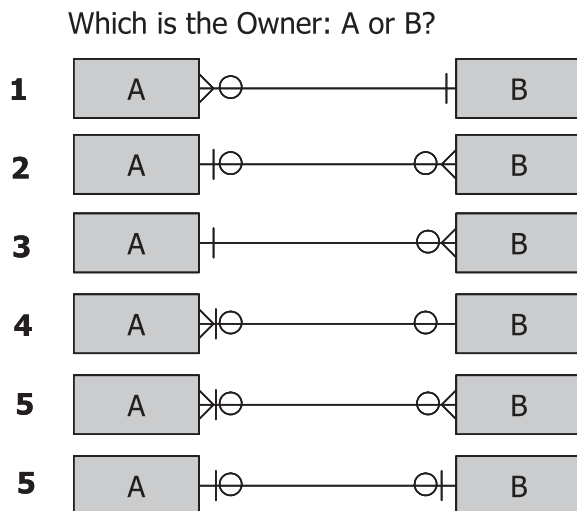 Which is the Owner: A or B?
1 A B
2 A B
3 A B
4 A B
5 A B
5 A B